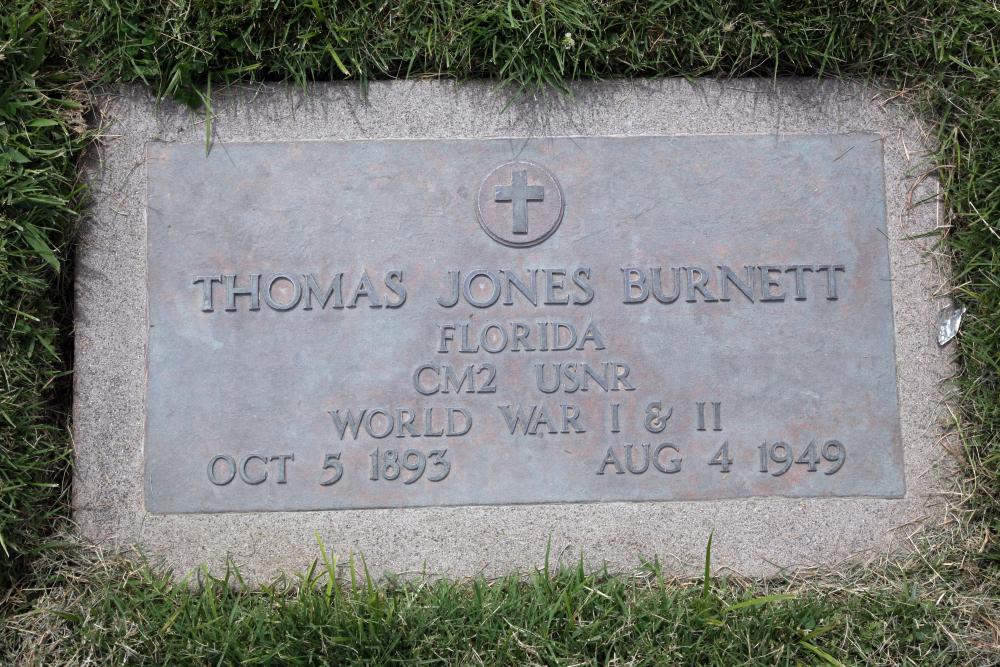 THOMAS JONES BURNETT
FLORIDA
CM2 USNR
WORLD WAR I & II
OCT 5 1893 AUG 4 1949